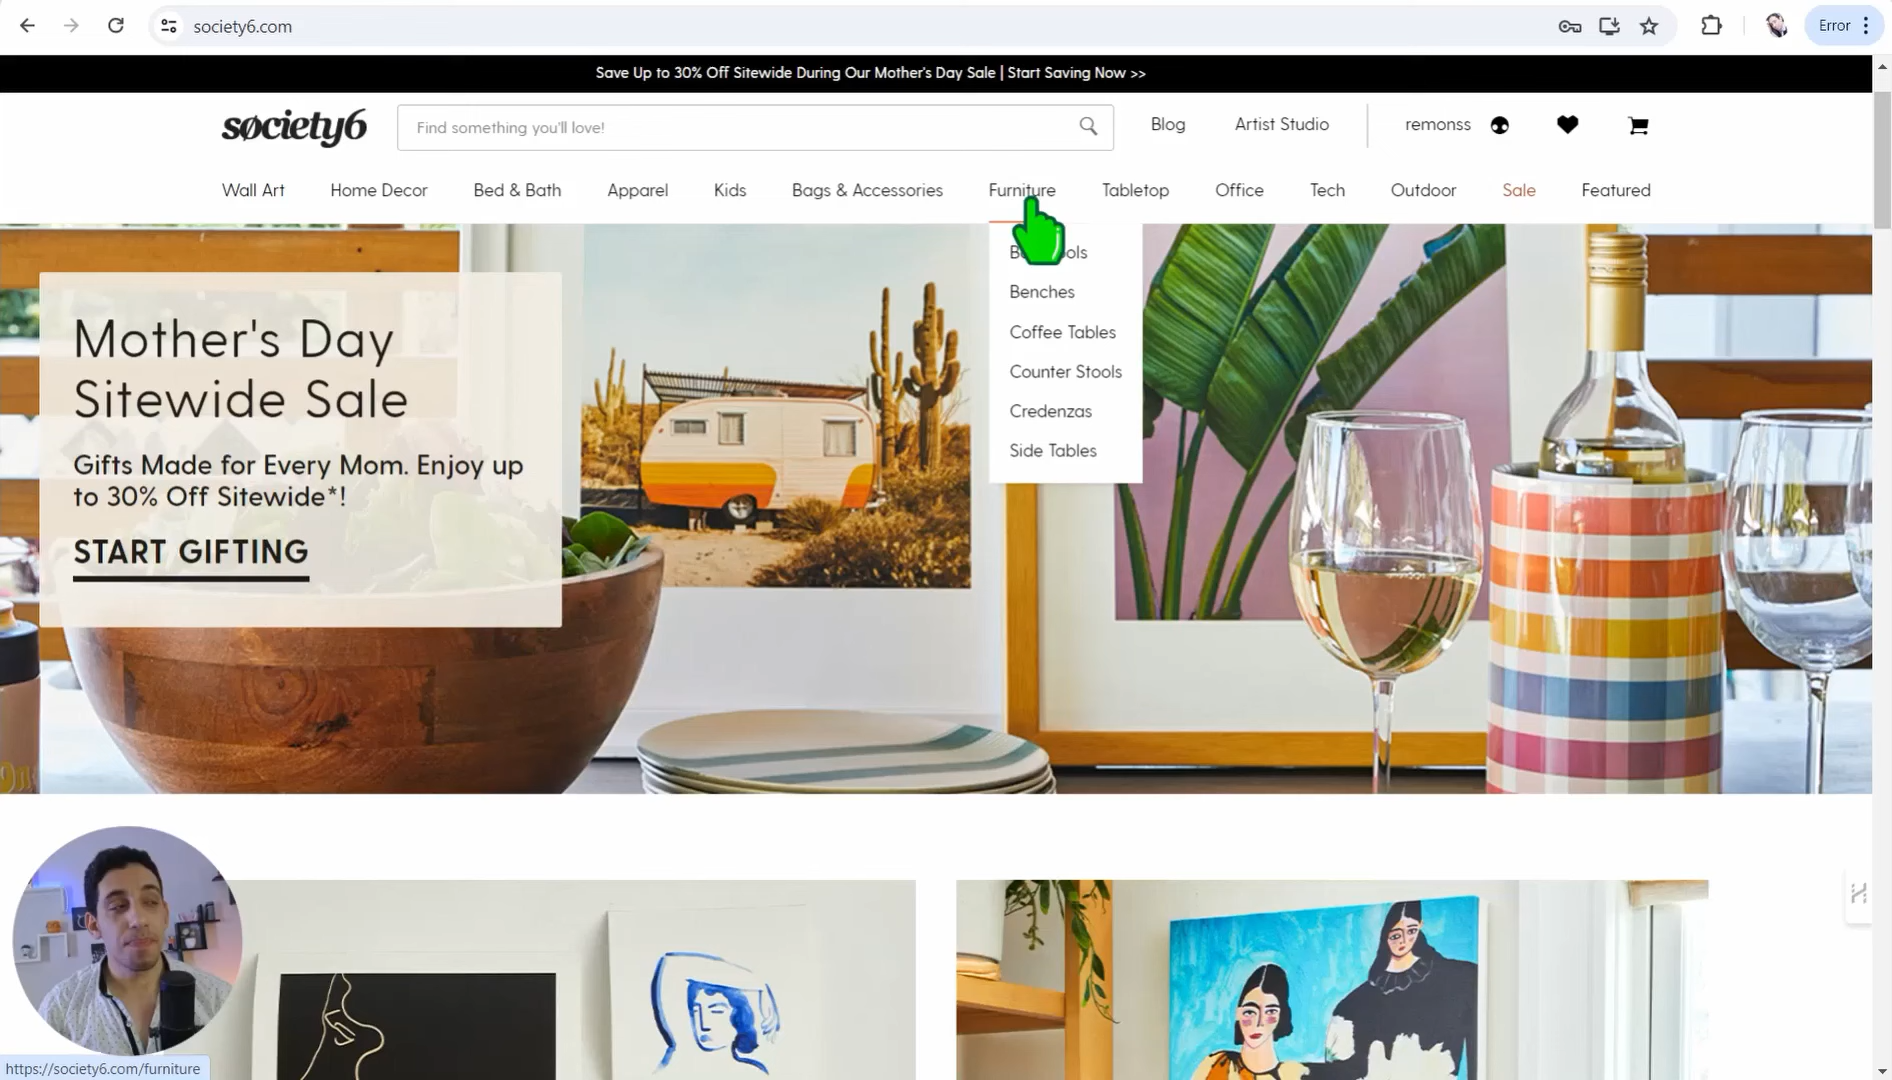 society6.com
Error
Save Up to 30% Off Sitewide During Our Mother's Day Sale | Start Saving Now >>
søciety6
Find something you'll love!
Blog
Artist Studio
remonss
Wall Art
Home Decor
Bed & Bath
Apparel
Kids
Bags & Accessories
Furniture
Tabletop
Office
Tech
Outdoor
Sale
Featured
Benches
Coffee Tables
Counter Stools
Credenzas
Side Tables
Mother's Day
Sitewide Sale
Gifts Made for Every Mom. Enjoy up
to 30% Off Sitewide*!
START GIFTING
https://society6.com/furniture